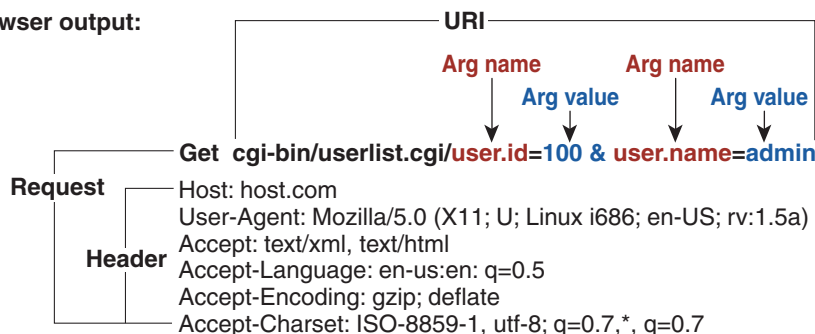 wser output:
URI
Arg name Arg name
Arg value Arg value
Get cgi-bin/userlist.cgi/user.id=100 & user.name=admin
Request
Host: host.com
User-Agent: Mozilla/5.0 (X11; U; Linux i686; en-US; rv:1.5a)
Accept: text/xml, text/html
Header
Accept-Language: en-us:en: q=0.5
Accept-Encoding: gzip; deflate
Accept-Charset: ISO-8859-1, utf-8; q=0.7,*, q=0.7